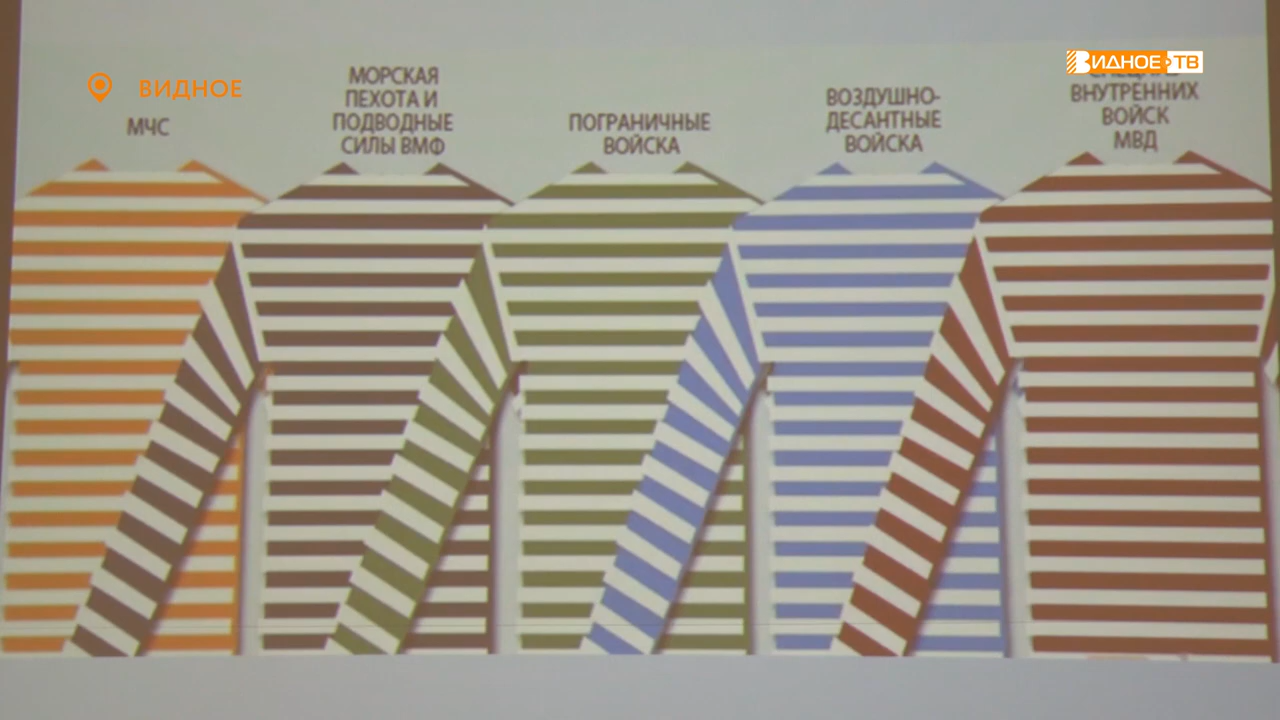 ВИДНОЕ
ВИДНОЕ ТВ
МЧС
МОРСКАЯ
ПЕХОТА И
ПОДВОДНЫЕ
СИЛЫ ВМФ
ПОГРАНИЧНЫЕ
ВОЙСКА
ВОЗДУШНО-
ДЕСАНТНЫЕ
ВОЙСКА
ВНУТРЕННИХ
ВОЙСК
МВД